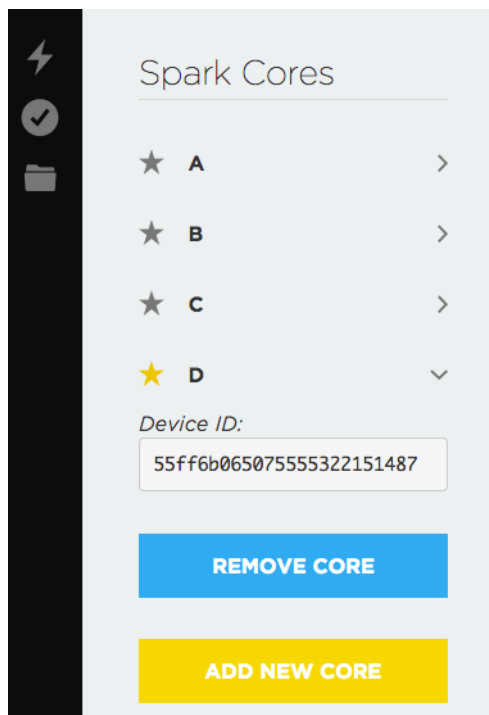 Spark Cores
A
B
C
D
Device ID:
55ff6b065075555322151487
REMOVE CORE
ADD NEW CORE